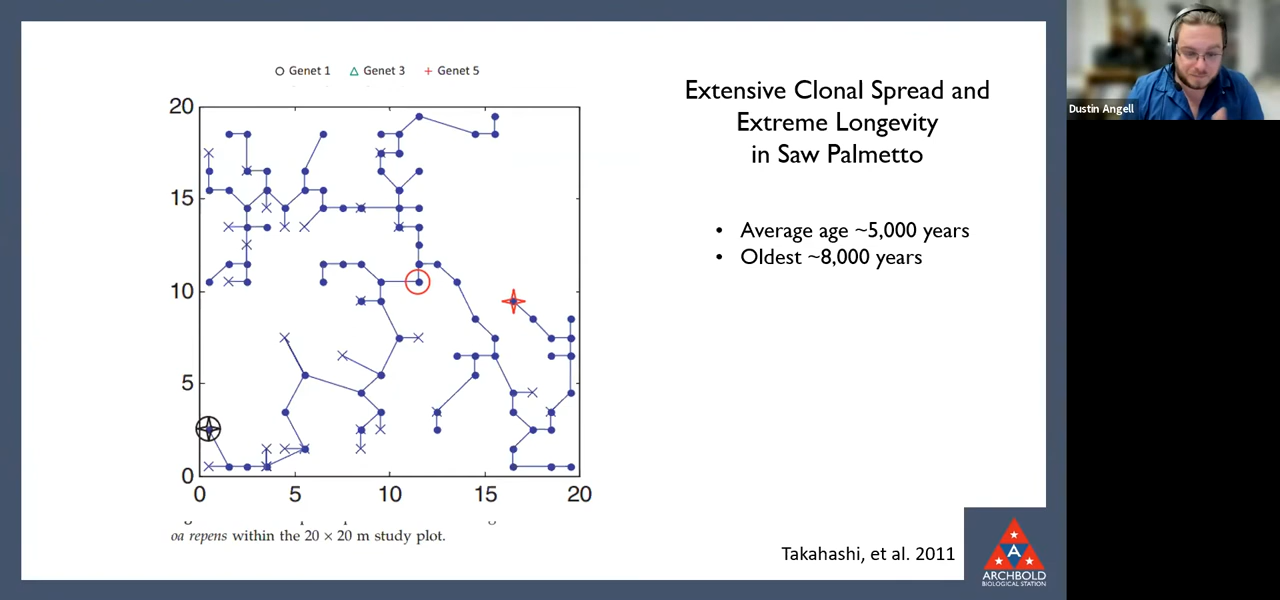 Genet 1
Genet 3
Genet 5
Dustin Angell
20
15
10
5
0
0
5
10
15
20
oa repens within the 20 × 20 m study plot.
Extensive Clonal Spread and
Extreme Longevity
in Saw Palmetto
• Average age ~5,000 years
• Oldest ~8,000 years
Takahashi, et al. 2011
A
ARCHBOLD
BIOLOGICAL STATION